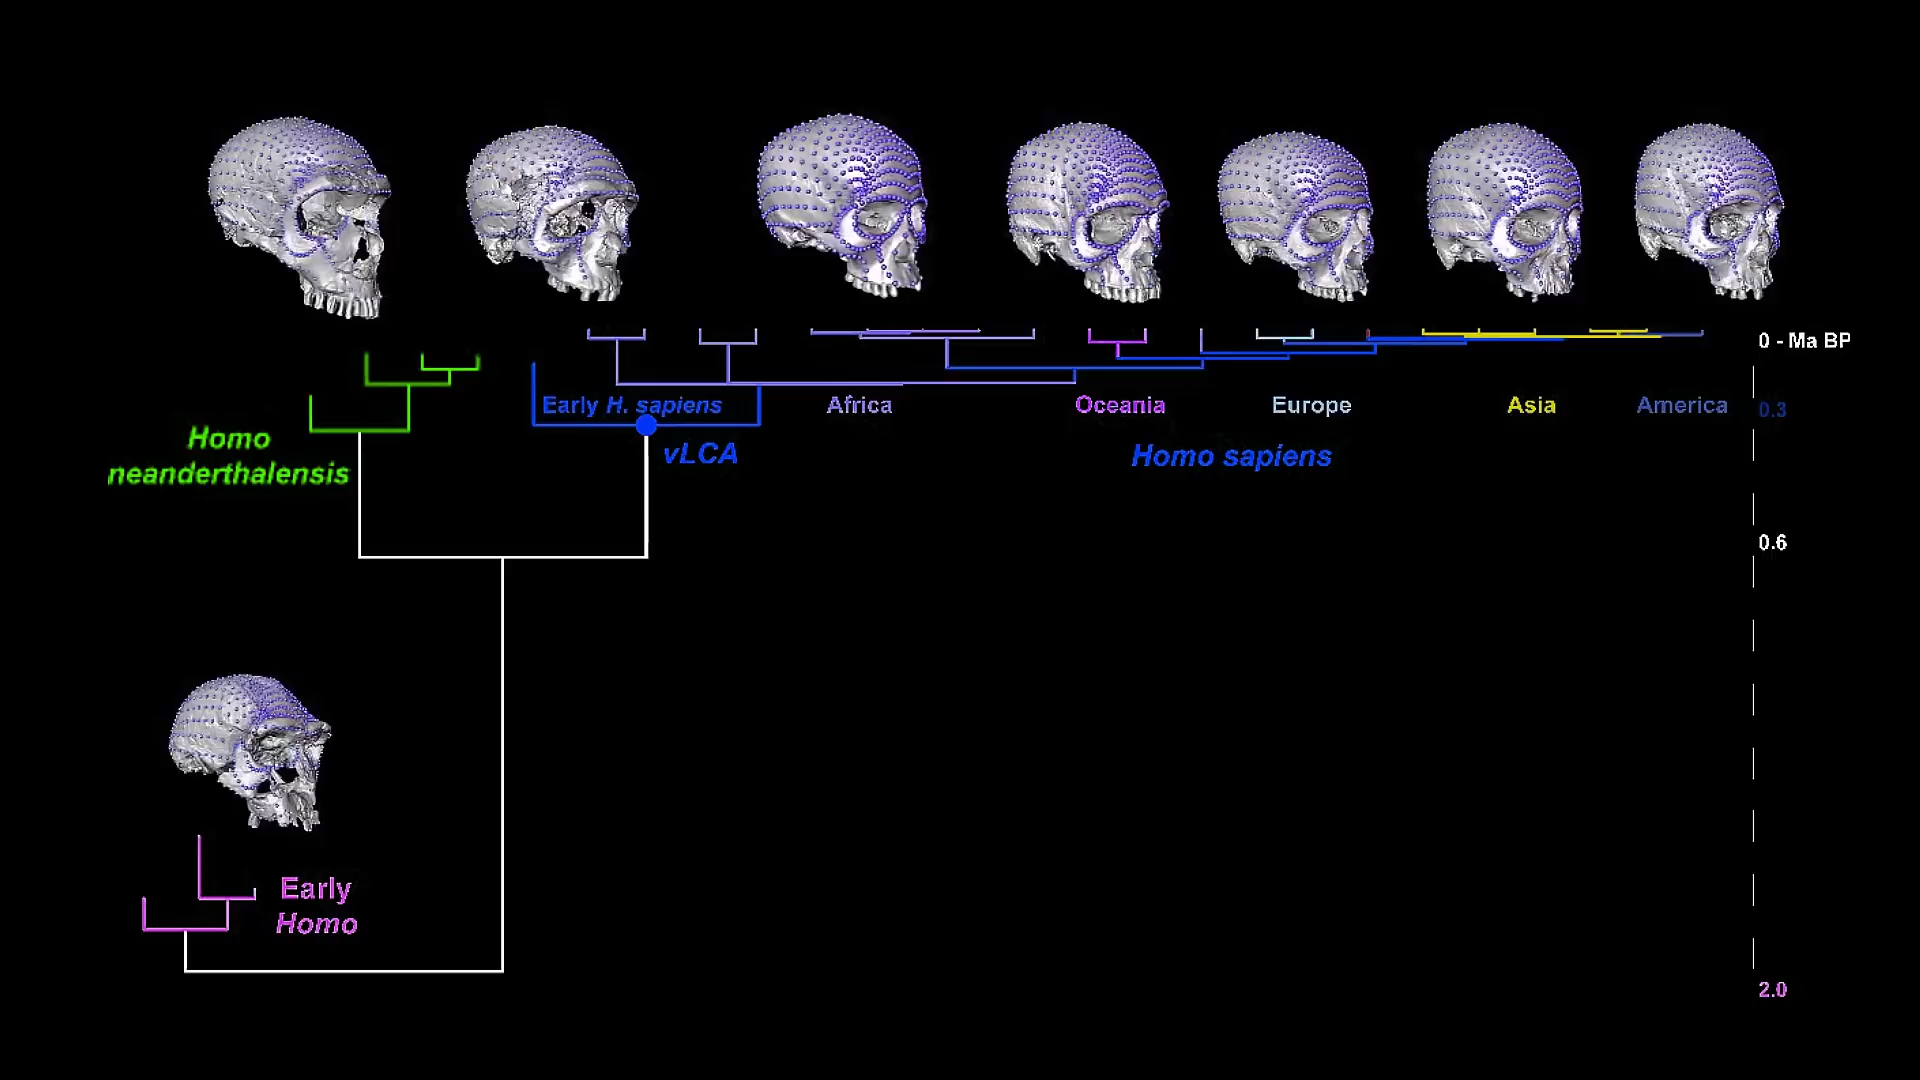 0 - Ma BP
Early H. sapiens
Africa
Oceania
Europe
Asia
America
0.3
Homo
neanderthalensis
vLCA
Homo sapiens
0.6
Early
Homo
2.0